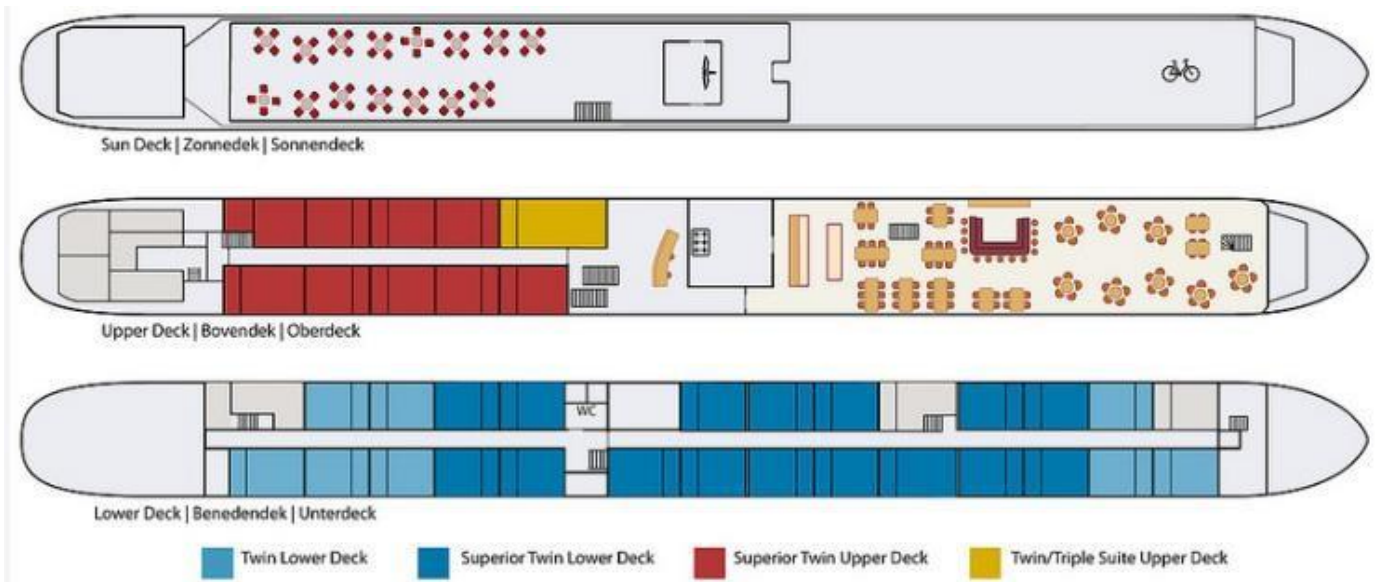 Sun Deck | Zonnedek | Sonnendeck
Upper Deck | Bovendek | Oberdeck
WC
Lower Deck | Benedendek | Unterdeck
Twin Lower Deck
Superior Twin Lower Deck
Superior Twin Upper Deck
Twin/Triple Suite Upper Deck